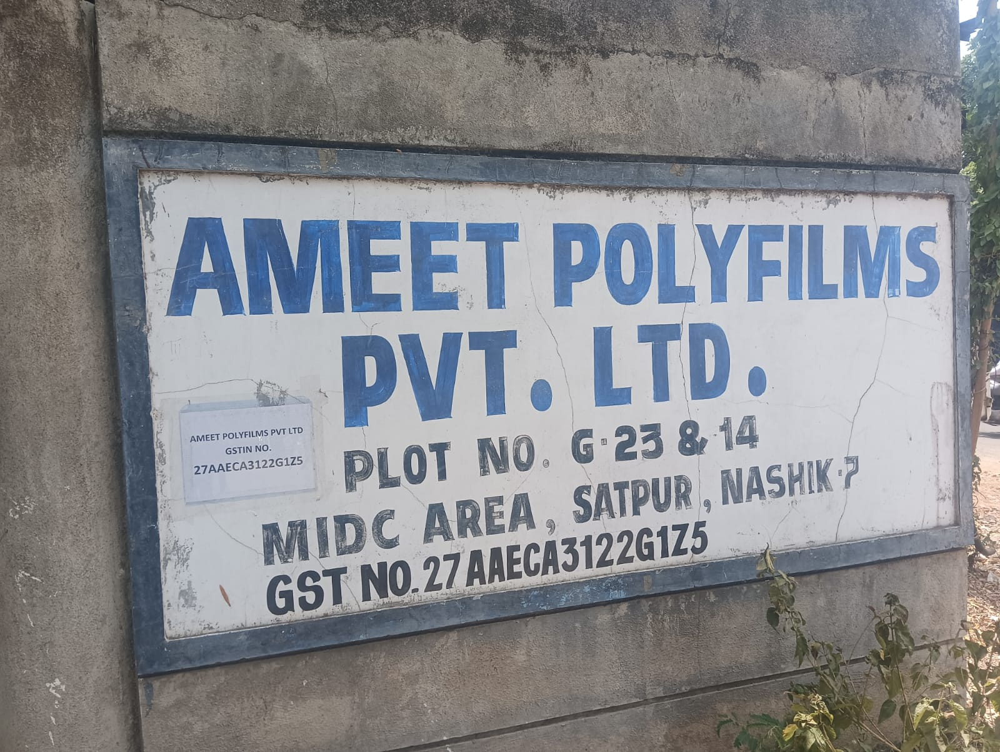 AMEET POLYFILMS
PVT. LTD.
PLOT NO. G-23 & 14
MIDC AREA, SATPUR, NASHIK-7
GST NO. 27AAECA3122G1Z5
AMEET POLYFILMS PVT LTD
GSTIN NO.
27AAECA3122G1Z5